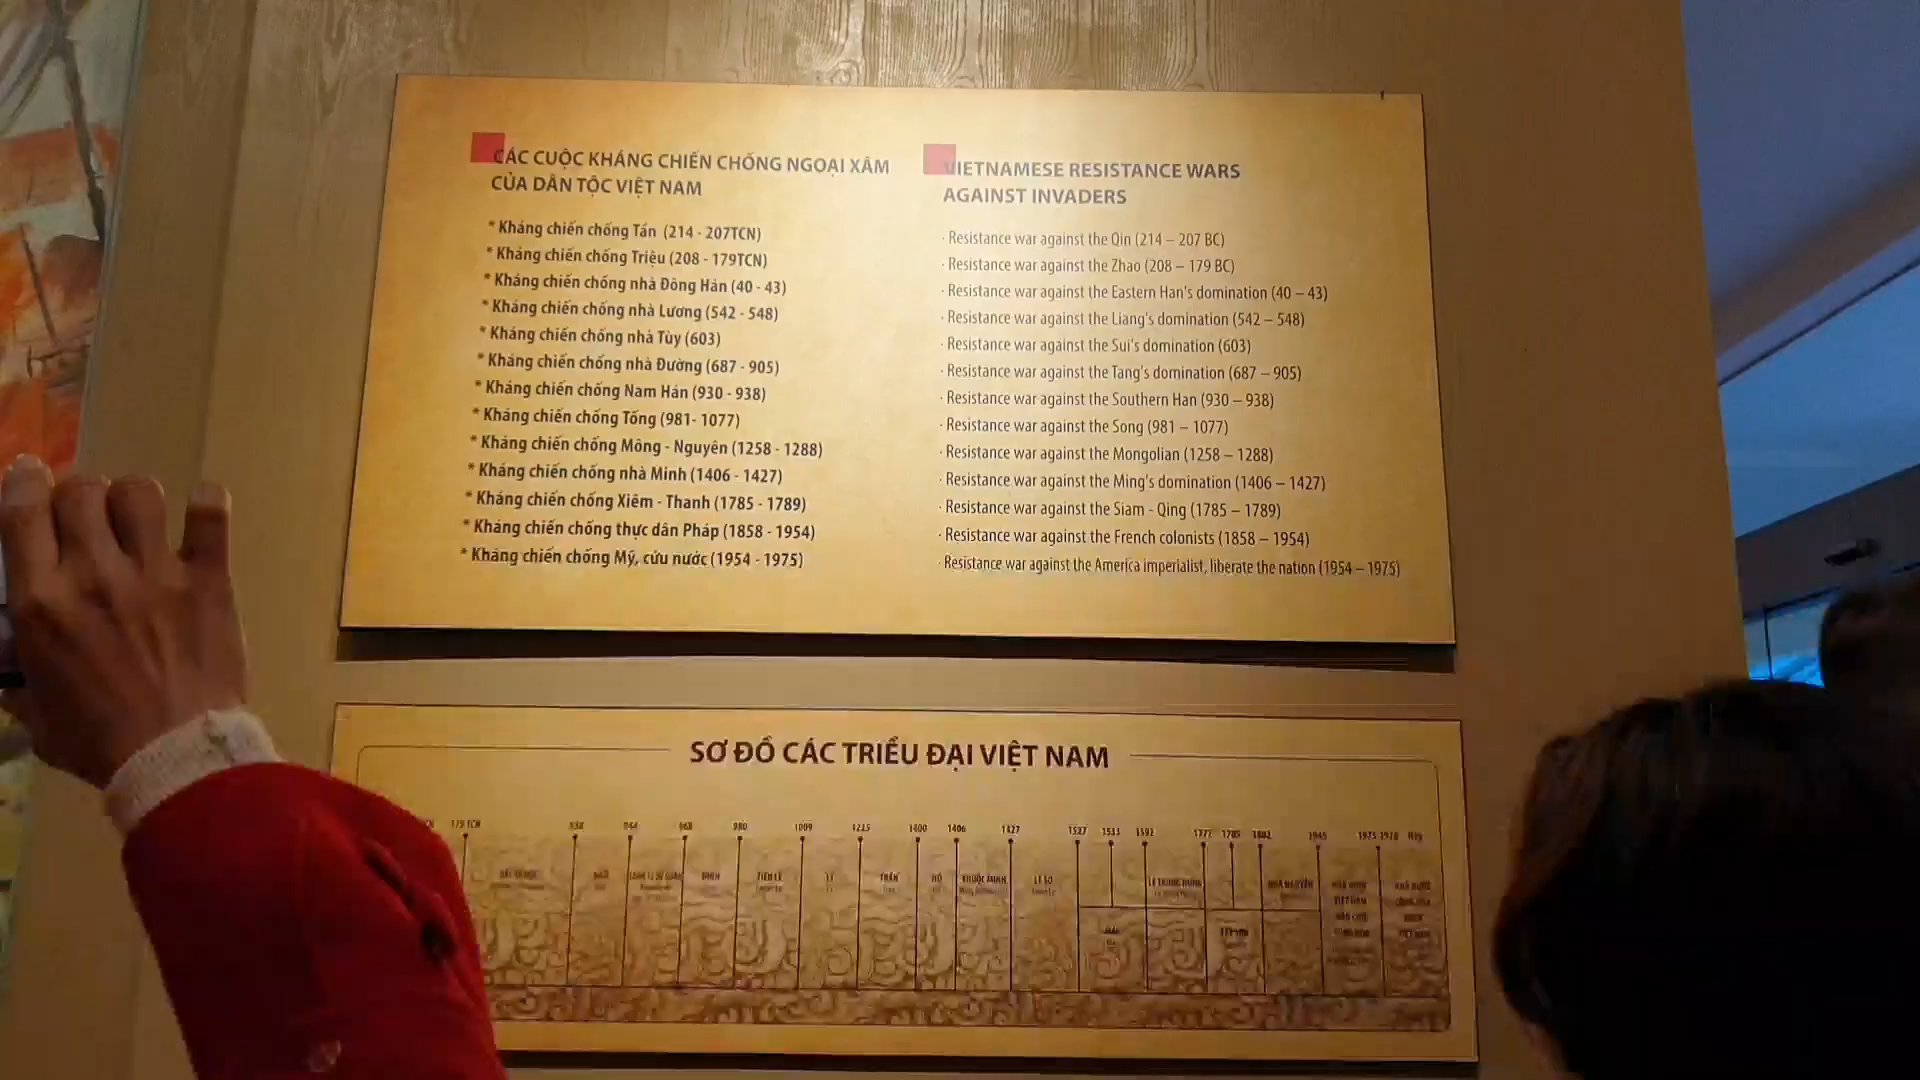 CÁC CUỘC KHÁNG CHIẾN CHỐNG NGOẠI XÂM
CỦA DÂN TỘC VIỆT NAM
* Kháng chiến chống Tần (214 - 207TCN)
* Kháng chiến chống Triệu (208 - 179TCN)
* Kháng chiến chống nhà Đông Hán (40 - 43)
* Kháng chiến chống nhà Lương (542 - 548)
* Kháng chiến chống nhà Tùy (603)
* Kháng chiến chống nhà Đường (687 - 905)
* Kháng chiến chống Nam Hán (930 - 938)
* Kháng chiến chống Tống (981- 1077)
* Kháng chiến chống Mông - Nguyên (1258 - 1288)
* Kháng chiến chống nhà Minh (1406 - 1427)
* Kháng chiến chống Xiêm - Thanh (1785 - 1789)
* Kháng chiến chống thực dân Pháp (1858 - 1954)
* Kháng chiến chống Mỹ, cứu nước (1954 - 1975)
VIETNAMESE RESISTANCE WARS
AGAINST INVADERS
· Resistance war against the Qin (214 – 207 BC)
· Resistance war against the Zhao (208 – 179 BC)
· Resistance war against the Eastern Han's domination (40 – 43)
· Resistance war against the Liang's domination (542 – 548)
· Resistance war against the Sui's domination (603)
· Resistance war against the Tang's domination (687 – 905)
· Resistance war against the Southern Han (930 – 938)
· Resistance war against the Song (981 – 1077)
· Resistance war against the Mongolian (1258 – 1288)
· Resistance war against the Ming's domination (1406 – 1427)
· Resistance war against the Siam - Qing (1785 – 1789)
· Resistance war against the French colonists (1858 – 1954)
· Resistance war against the America imperialist, liberate the nation (1954 – 1975)
SƠ ĐỒ CÁC TRIỀU ĐẠI VIỆT NAM
179 TCN 938 944 968 980 1009 1225 1400 1406 1427 1527 1533 1592 1777 1802 1945
NGÔ ĐINH TIỀN LÊ LÝ TRẦN HỒ THUỘC MINH LÊ SƠ LÊ TRUNG HƯNG NHÀ NGUYỄN
VIỆT NAM